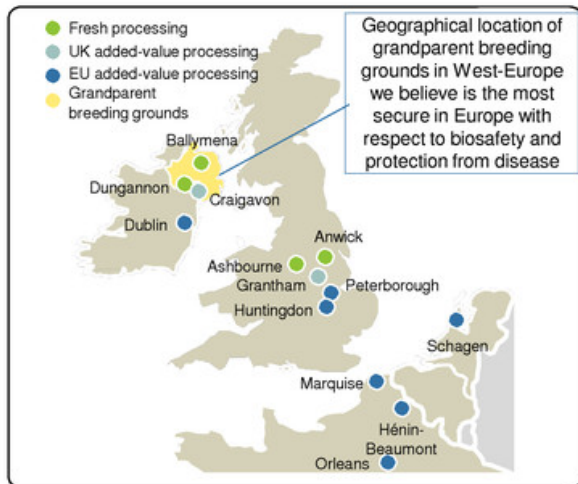 Fresh processing
UK added-value processing
EU added-value processing
Grandparent
breeding grounds
Geographical location of
grandparent breeding
grounds in West-Europe
we believe is the most
secure in Europe with
respect to biosafety and
protection from disease
Ballymena
Dungannon
Craigavon
Dublin
Anwick
Ashbourne
Grantham
Peterborough
Huntingdon
Schagen
Marquise
Hénin-
Beaumont
Orleans